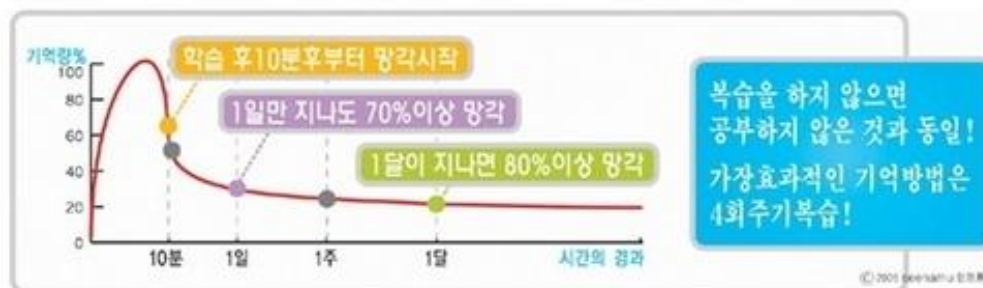 기억량%
100
80
60
40
20
0
학습 후10분후부터 망각시작
1일만 지나도 70%이상 망각
1달이 지나면 80%이상 망각
10분 1일 1주 1달 시간의 경과
복습을 하지 않으면
공부하지 않은 것과 동일!
가장효과적인 기억방법은
4회주기복습!